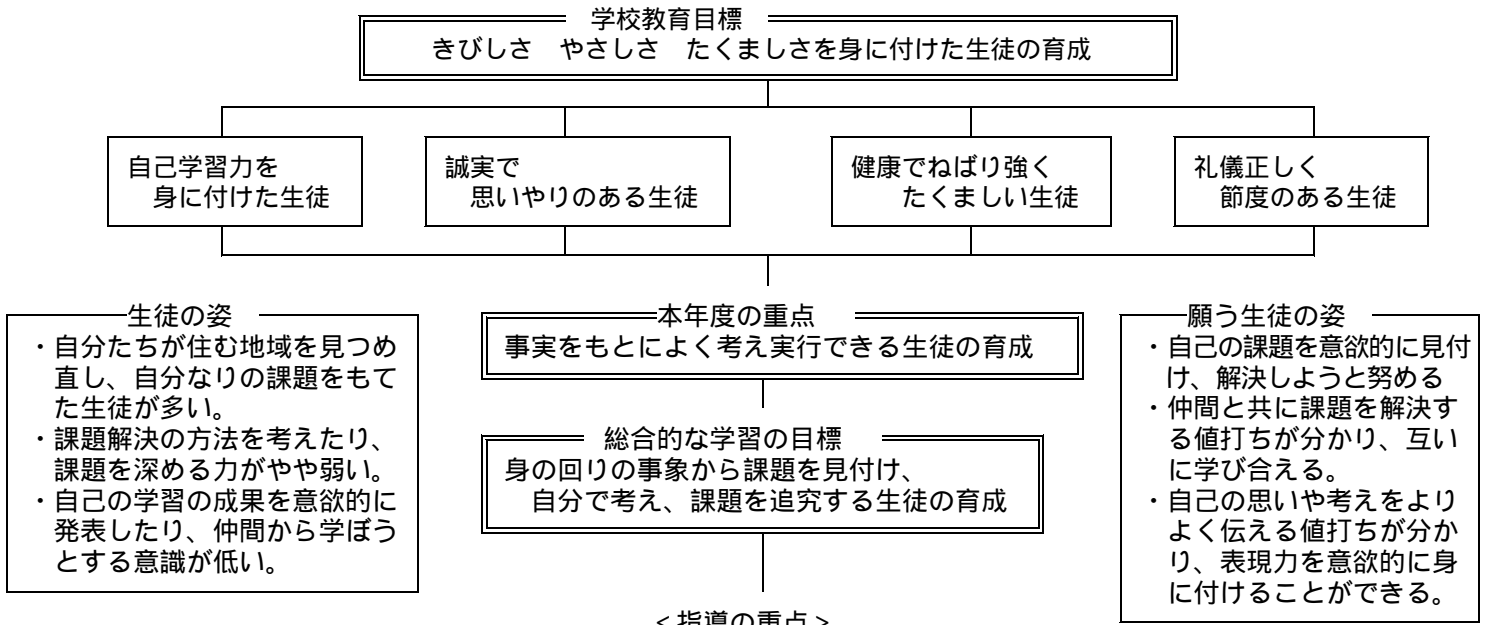 学校教育目標
きびしさ　やさしさ　たくましさを身に付けた生徒の育成
自己学習力を
身に付けた生徒
誠実で
思いやりのある生徒
健康でねばり強く
たくましい生徒
礼儀正しく
節度のある生徒
生徒の姿
・自分たちが住む地域を見つめ
直し、自分なりの課題をもて
た生徒が多い。
・課題解決の方法を考えたり、
課題を深める力がやや弱い。
・自己の学習の成果を意欲的に
発表したり、仲間から学ぼう
とする意識が低い。
本年度の重点
事実をもとによく考え実行できる生徒の育成
総合的な学習の目標
身の回りの事象から課題を見付け、
自分で考え、課題を追究する生徒の育成
願う生徒の姿
・自己の課題を意欲的に見付
け、解決しようと努める
・仲間と共に課題を解決す
る値打ちが分かり、互い
に学び合える。
・自己の思いや考えをより
よく伝える値打ちが分か
り、表現力を意欲的に身
に付けることができる。
＜指導の重点＞